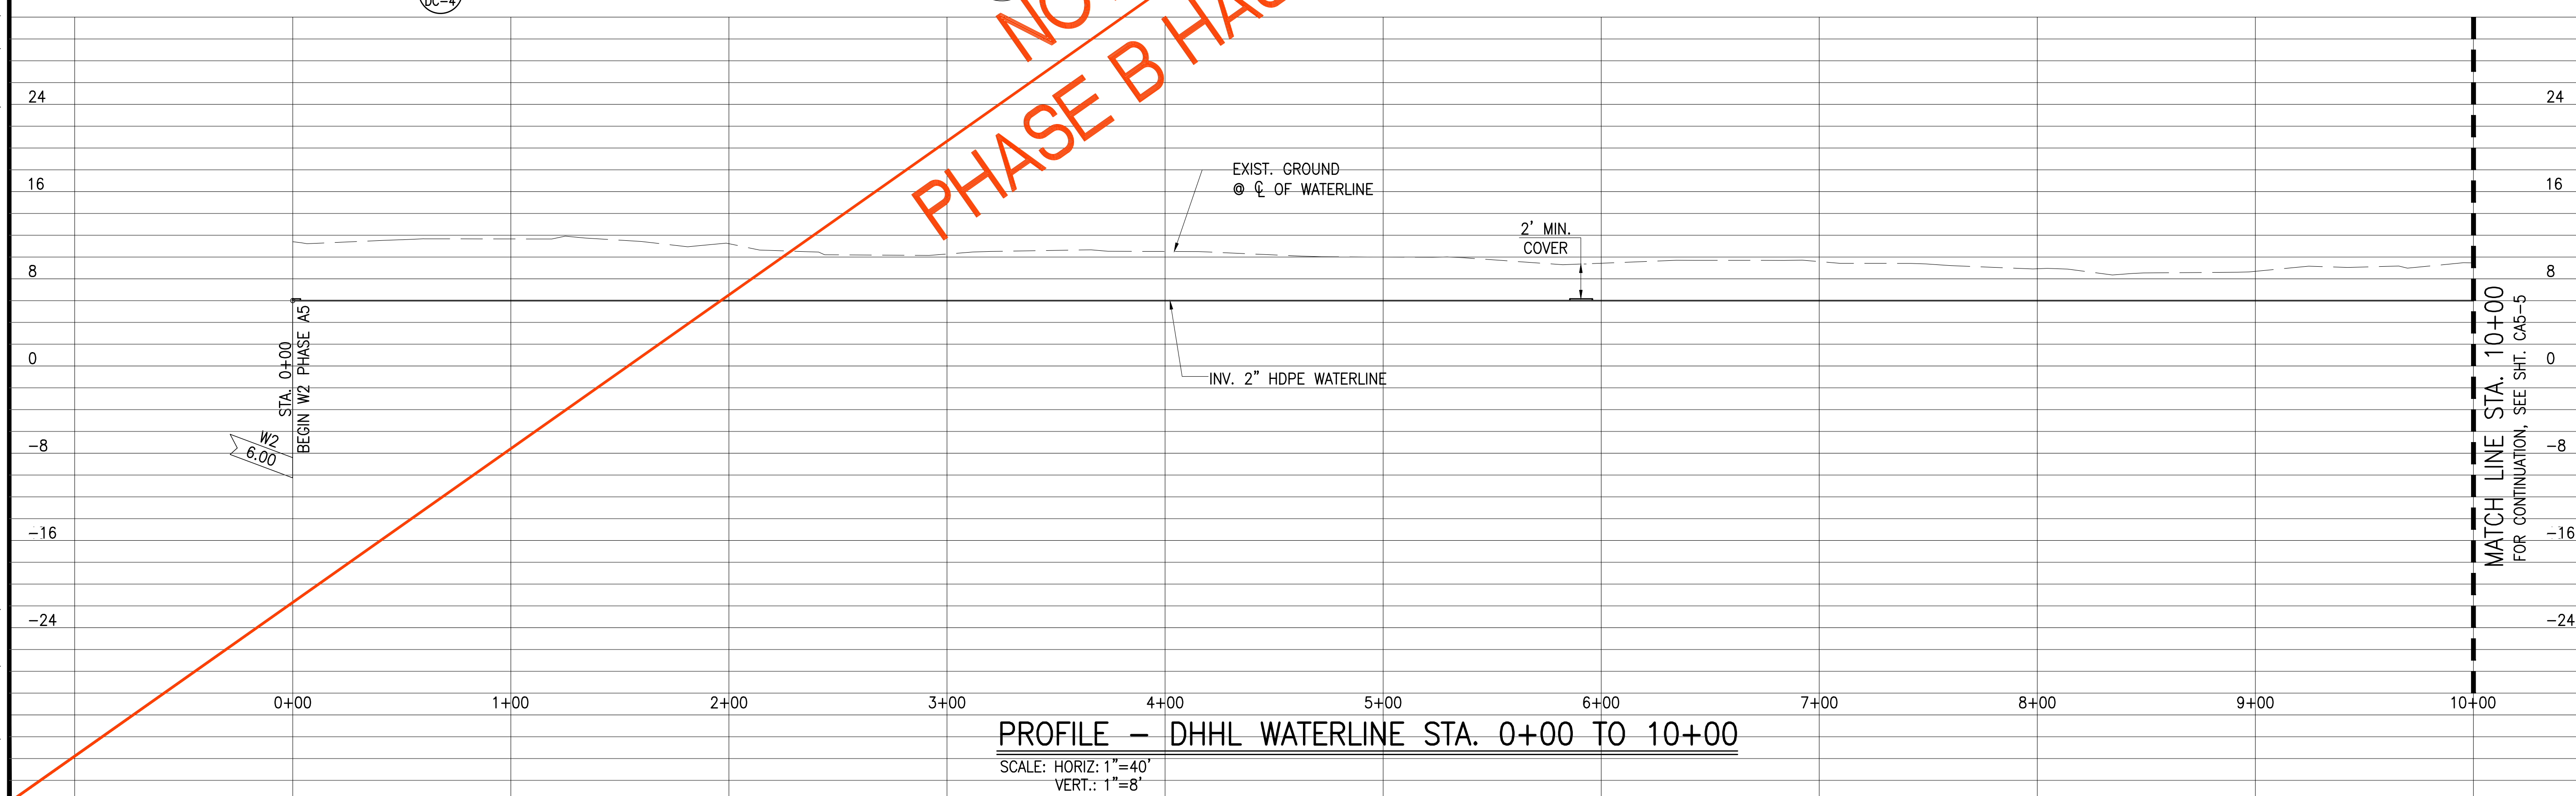 DC-4
NO
PHASE B HAS
24
24
EXIST. GROUND
@ ℄ OF WATERLINE
16
16
2' MIN.
COVER
8
8
STA. 0+00
BEGIN W2 PHASE A5
0
0
INV. 2" HDPE WATERLINE
MATCH LINE STA. 10+00
FOR CONTINUATION, SEE SHT. CA5-5
W2
6.00
-8
-8
-16
-16
-24
-24
0+00 1+00 2+00 3+00 4+00 5+00 6+00 7+00 8+00 9+00 10+00
PROFILE - DHHL WATERLINE STA. 0+00 TO 10+00
SCALE: HORIZ: 1"=40'
VERT.: 1"=8'